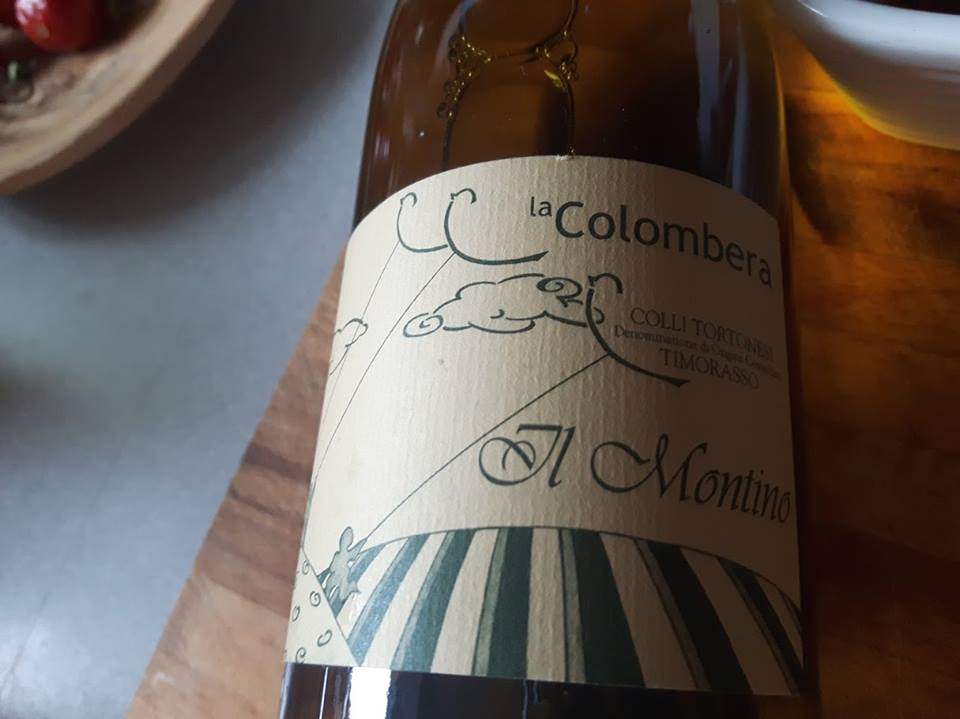 la Colombera
COLLI TORTONESI
Denominazione di Origine Controllata
TIMORASSO
Il Montino